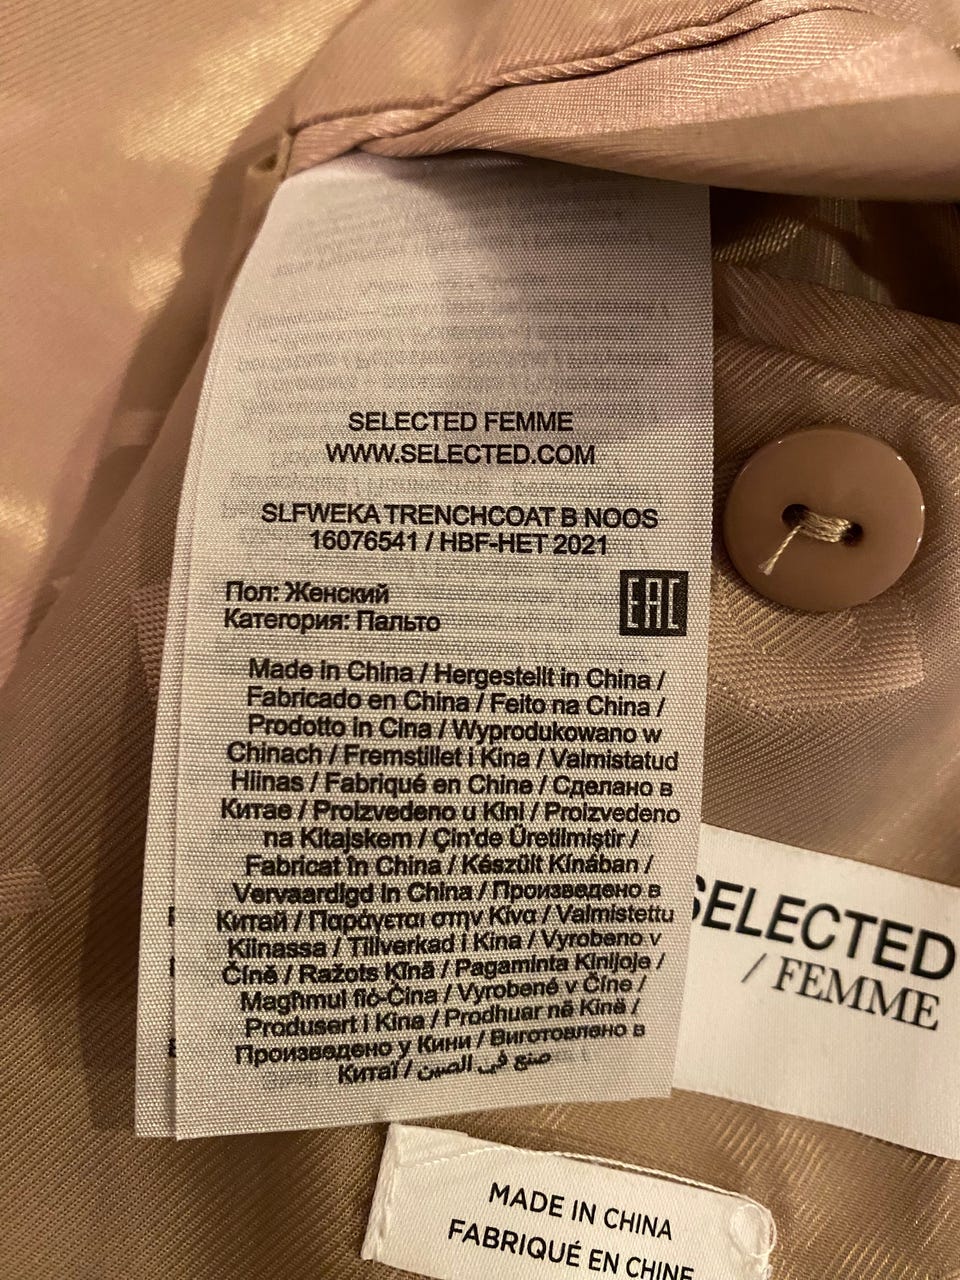 SELECTED FEMME
WWW.SELECTED.COM
SLFWEKA TRENCHCOAT B NOOS
16076541 / HBF-HET 2021
Пол: Женский
Категория: Пальто
EAC
Made in China / Hergestellt in China /
Fabricado en China / Feito na China /
Prodotto in Cina / Wyprodukowano w
Chinach / Fremstillet i Kina / Valmistatud
Hiinas / Fabriqué en Chine / Сделано в
Китае / Proizvedeno u Kini / Proizvedeno
na Kitajskem / Çin'de Üretilmiştir /
Fabricat în China / Készült Kínában /
Vervaardigd in China / Произведено в
Китай / Παράγεται στην Κίνα / Valmistettu
Kiinassa / Tillverkad i Kina / Vyrobeno v
Číně / Ražots Ķīnā / Pagaminta Kinijoje /
Magħmul fiċ-Ċina / Vyrobené v Číne /
Produsert i Kina / Prodhuar në Kinë /
Произведено у Кини / Виготовлено в
Китаї / صنع في الصين
SELECTED
/ FEMME
MADE IN CHINA
FABRIQUÉ EN CHINE